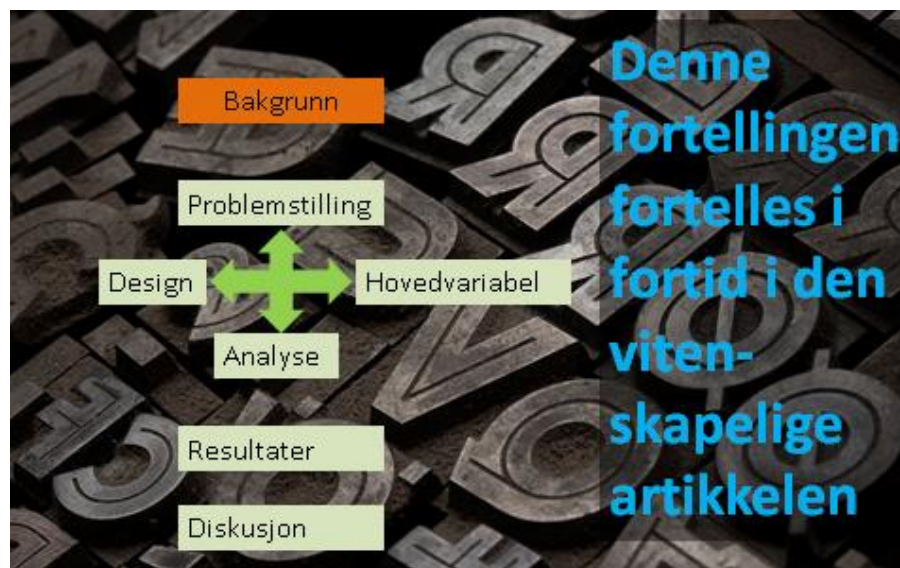 Bakgrunn
Problemstilling
Design
Hovedvariabel
Analyse
Resultater
Diskusjon
Denne
fortellingen
fortelles i
fortid i den
viten-
skapelige
artikkelen